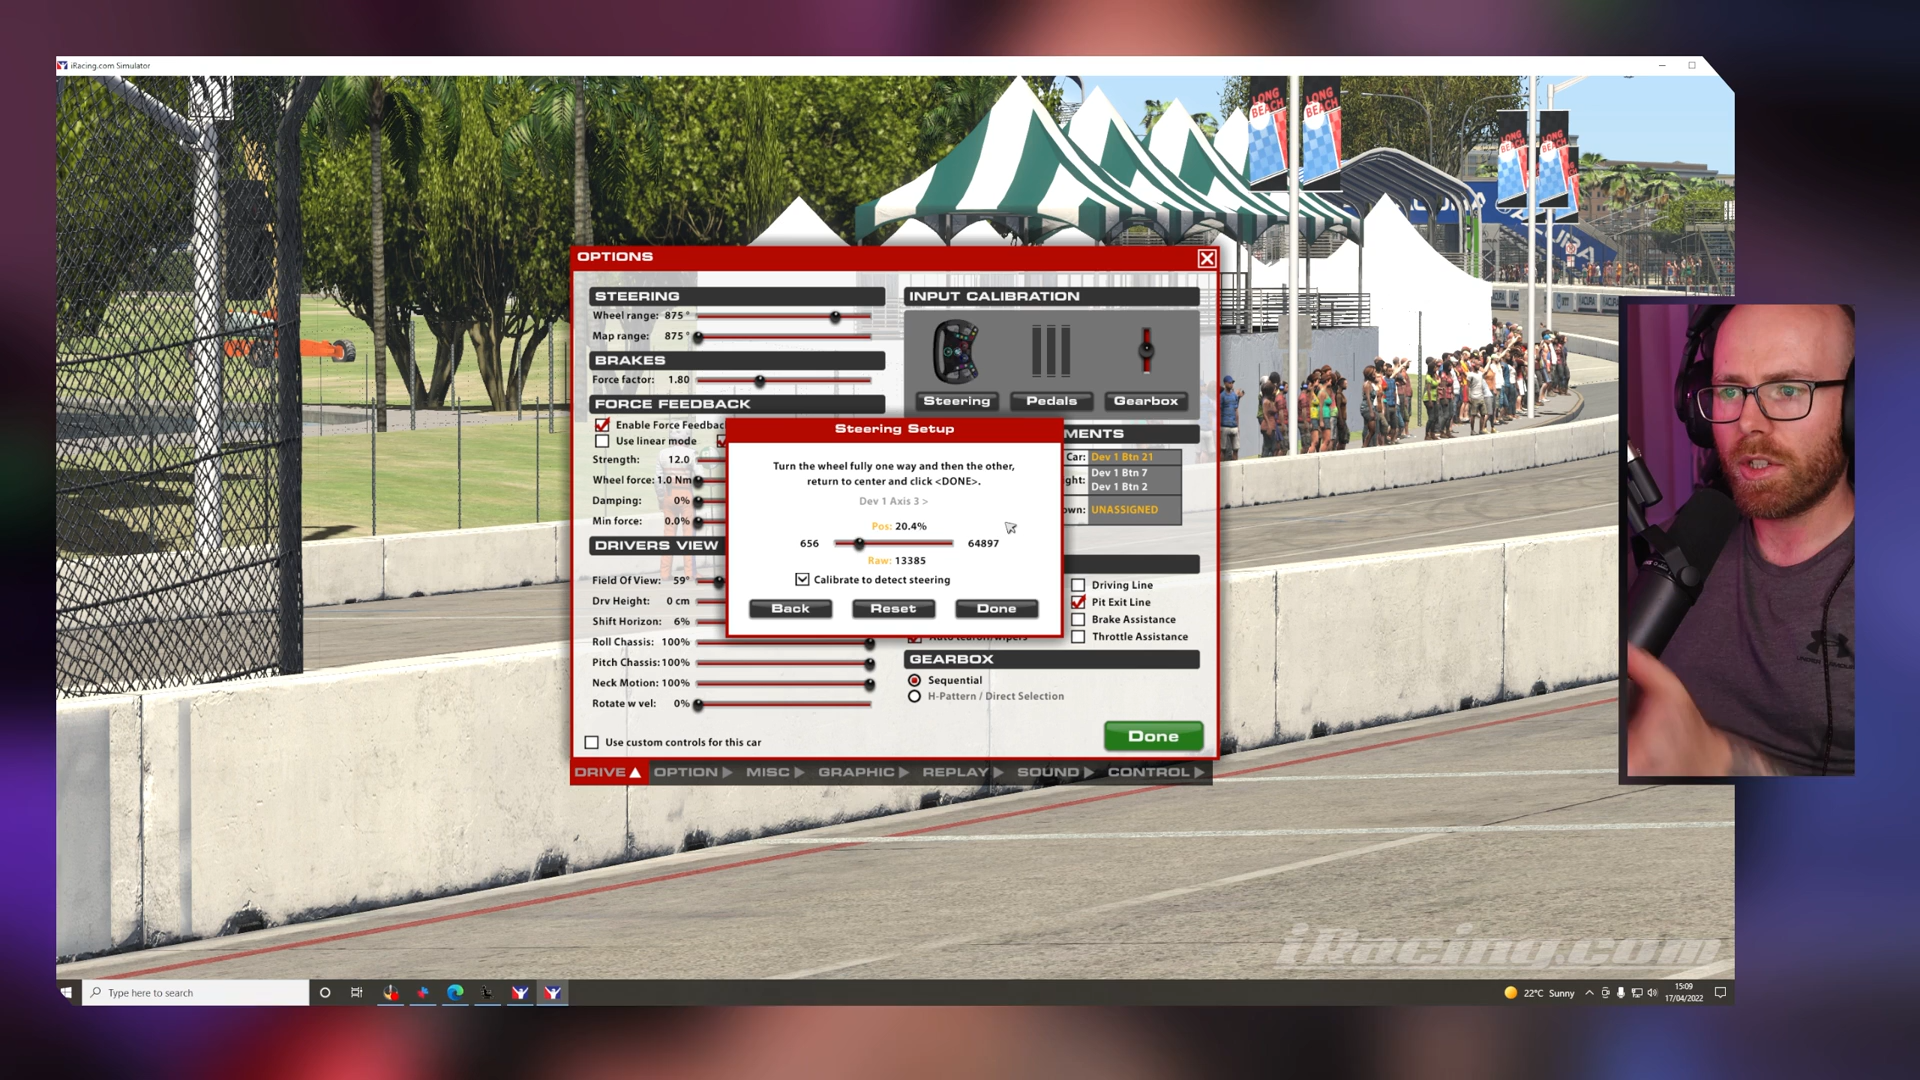 iRacing.com Simulator
LONG BEACH
LONG BEACH
LONG BEACH
LONG BEACH
ACURA
OPTIONS
STEERING
Wheel range: 875 °
Map range: 875 °
BRAKES
Force factor: 1.80
FORCE FEEDBACK
Enable Force Feedbac
Use linear mode
Strength: 12.0
Wheel force: 1.0 Nm
Damping: 0%
Min force: 0.0%
DRIVERS VIEW
Field Of View: 59°
Drv Height: 0 cm
Shift Horizon: 6%
Roll Chassis: 100%
Pitch Chassis: 100%
Neck Motion: 100%
Rotate w vel: 0%
Use custom controls for this car
INPUT CALIBRATION
Steering Pedals Gearbox
MENTS
Car: Dev 1 Btn 21
ght: Dev 1 Btn 7
Dev 1 Btn 2
own: UNASSIGNED
Steering Setup
Turn the wheel fully one way and then the other,
return to center and click <DONE>.
Dev 1 Axis 3 >
Pos: 20.4%
656 64897
Raw: 13385
Calibrate to detect steering
Back Reset Done
Driving Line
Pit Exit Line
Brake Assistance
Throttle Assistance
GEARBOX
Sequential
H-Pattern / Direct Selection
Done
DRIVE OPTION MISC GRAPHIC REPLAY SOUND CONTROL
iRacing.com
Type here to search
22°C Sunny
15:09
17/04/2022